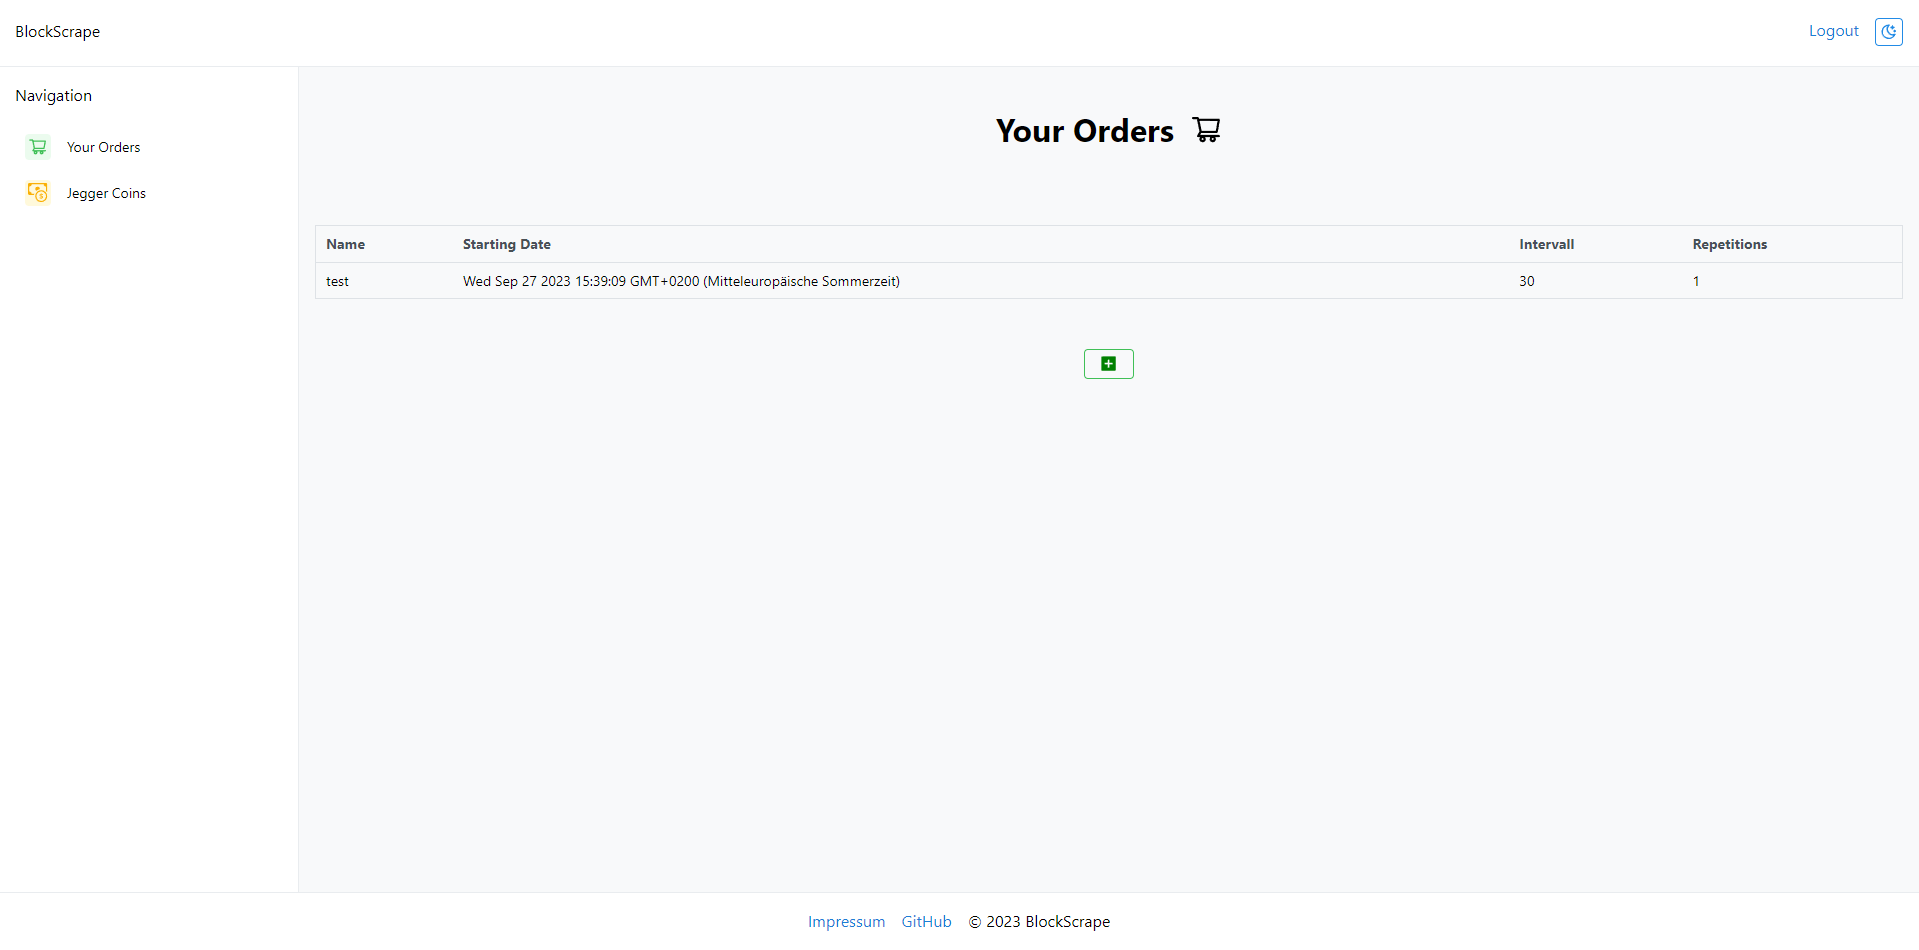 BlockScrape
Logout
Navigation
Your Orders
Jegger Coins
Your Orders
Name Starting Date Intervall Repetitions
test Wed Sep 27 2023 15:39:09 GMT+0200 (Mitteleuropäische Sommerzeit) 30 1
Impressum GitHub © 2023 BlockScrape